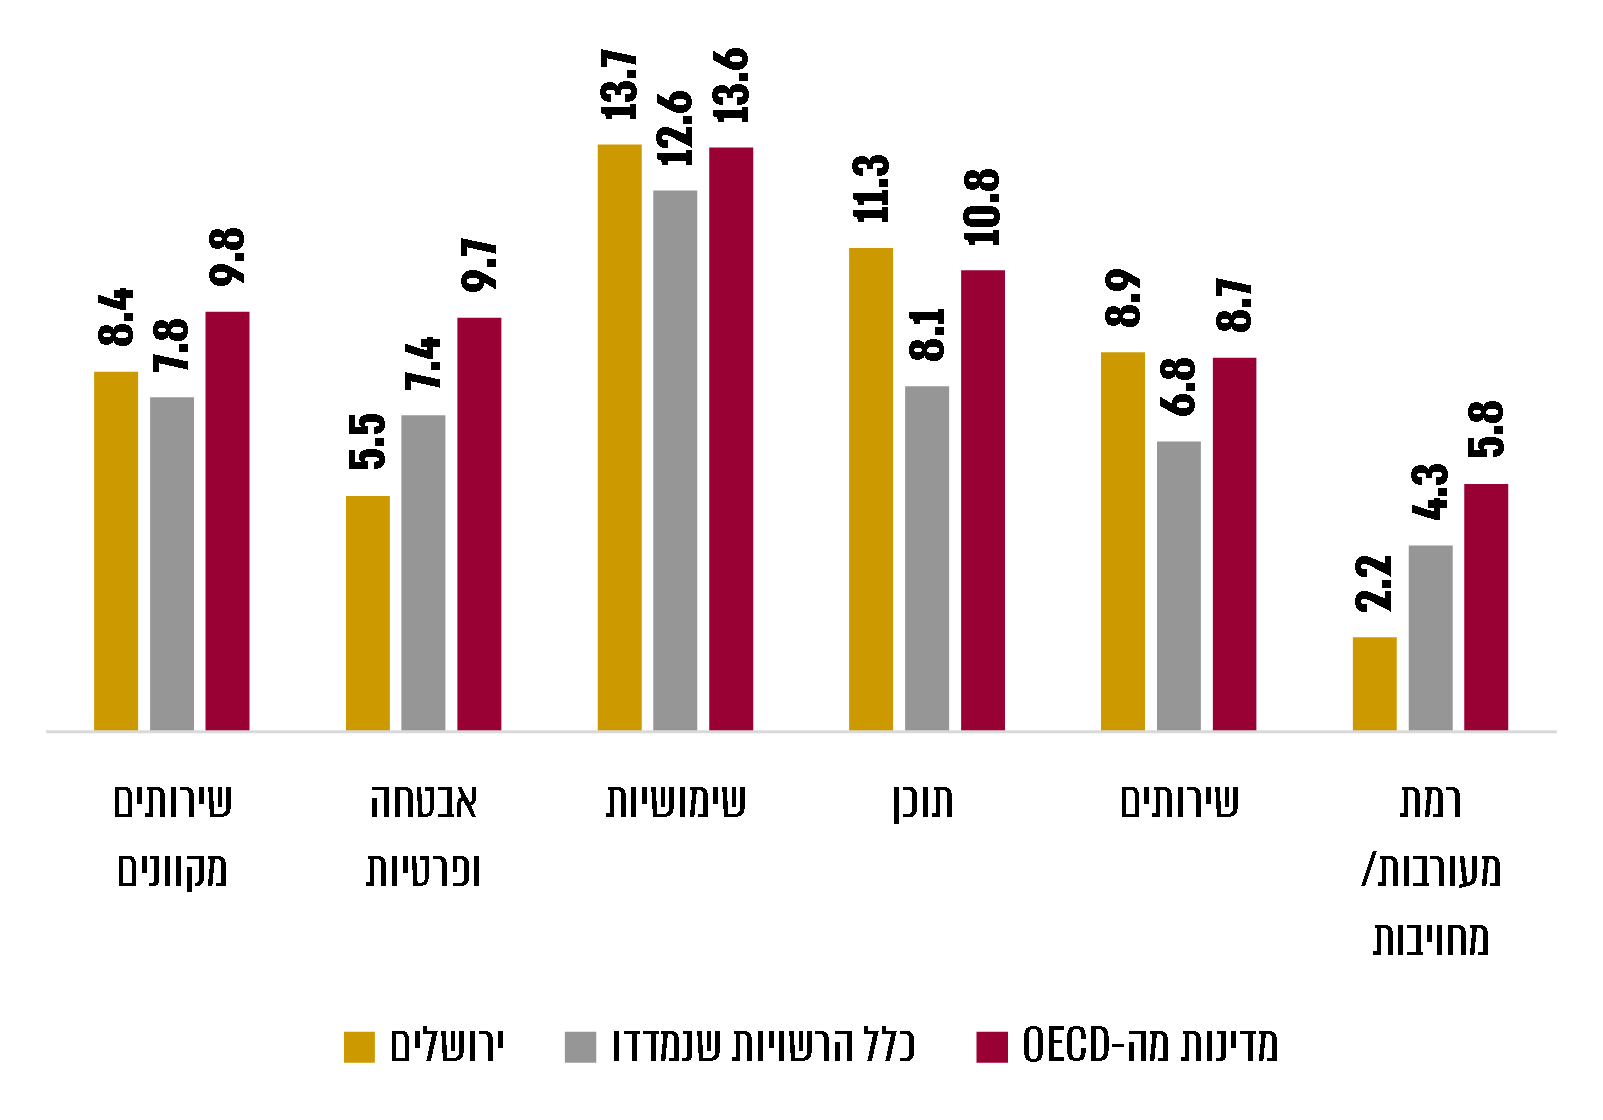 8.4
7.8
9.8
5.5
7.4
9.7
13.7
12.6
13.6
11.3
8.1
10.8
8.9
6.8
8.7
2.2
4.3
5.8
שירותים
מקוונים
אבטחה
ופרטיות
שימושיות
תוכן
שירותים
רמת
מעורבות/
מחויבות
ירושלים
כלל הרשויות שנמדדו
מדינות מה-OECD